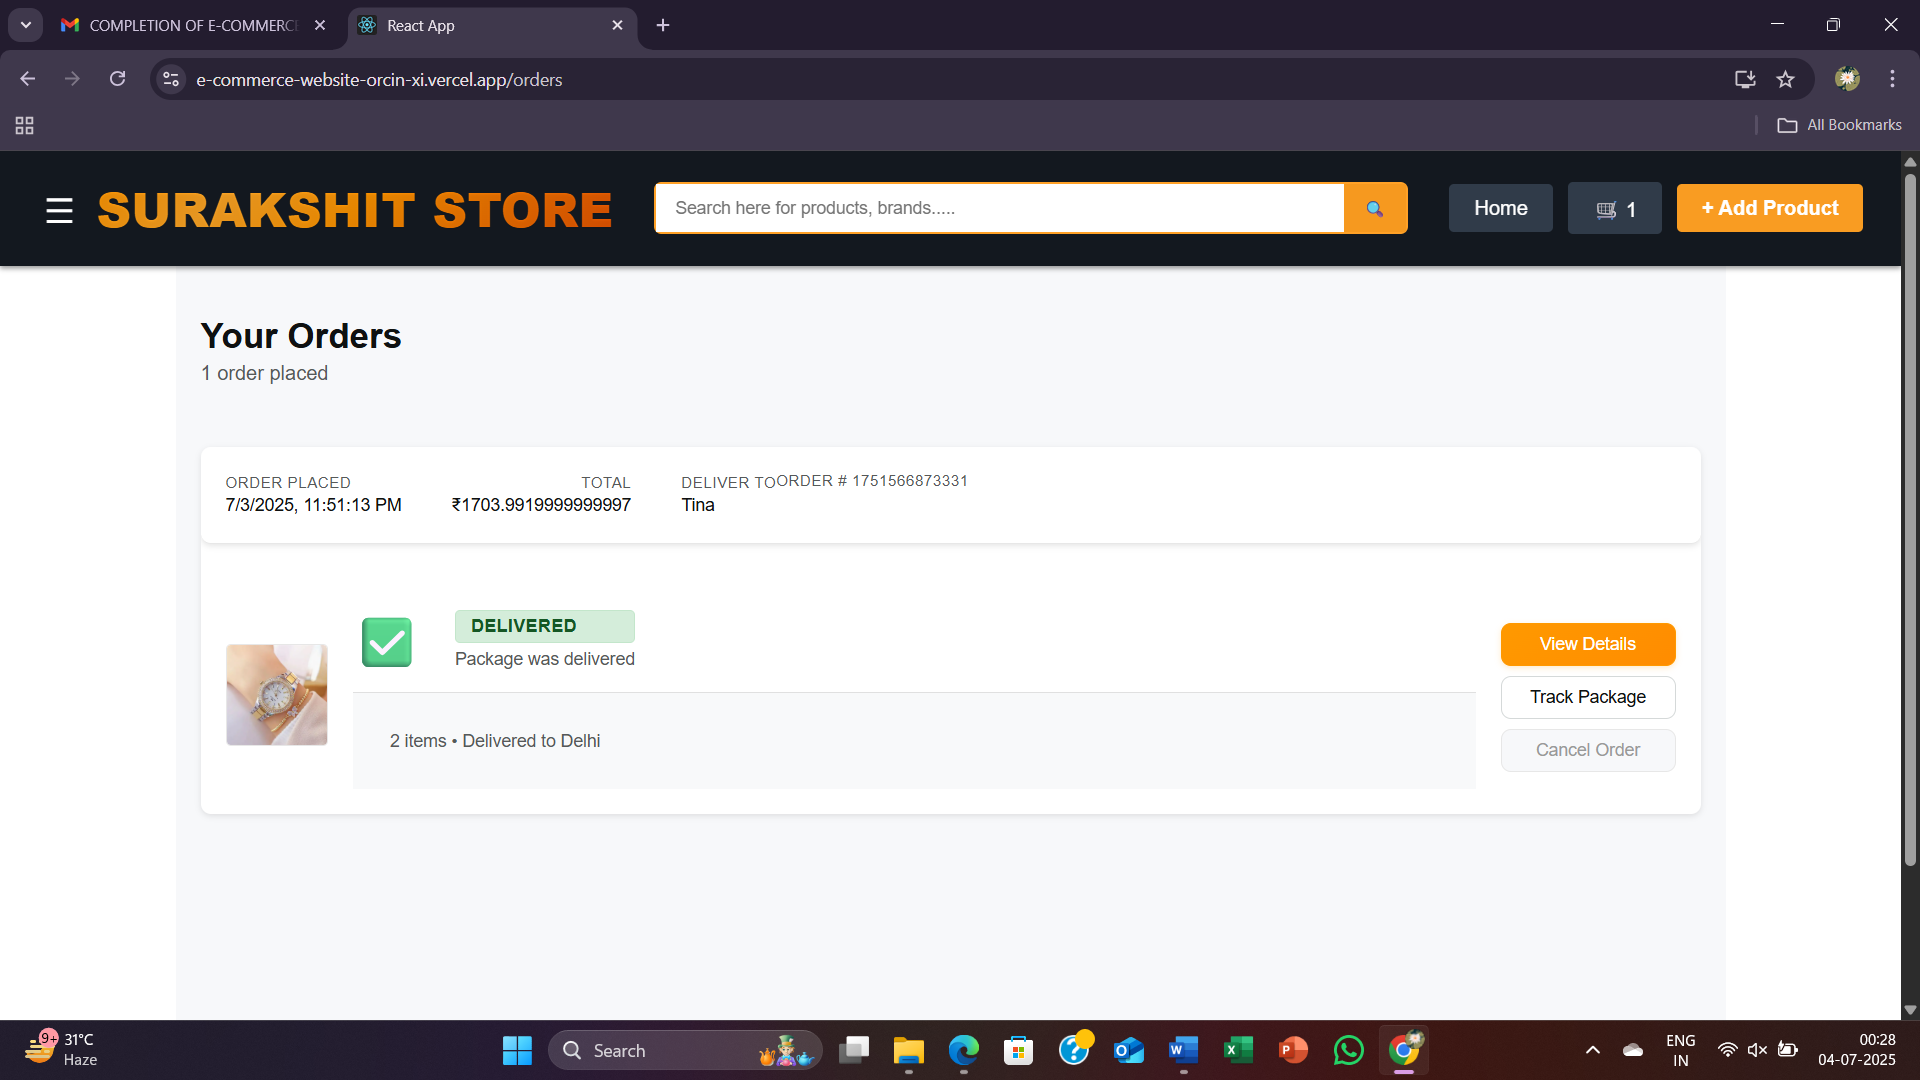 COMPLETION OF E-COMMERCE
React App
e-commerce-website-orcin-xi.vercel.app/orders
All Bookmarks
SURAKSHIT STORE
Search here for products, brands.....
Home
1
+ Add Product
Your Orders
1 order placed
ORDER PLACED
7/3/2025, 11:51:13 PM
TOTAL
₹1703.9919999999997
DELIVER TO
Tina
ORDER # 1751566873331
DELIVERED
Package was delivered
2 items • Delivered to Delhi
View Details
Track Package
Cancel Order
9+
31°C
Haze
Search
ENG
IN
00:28
04-07-2025